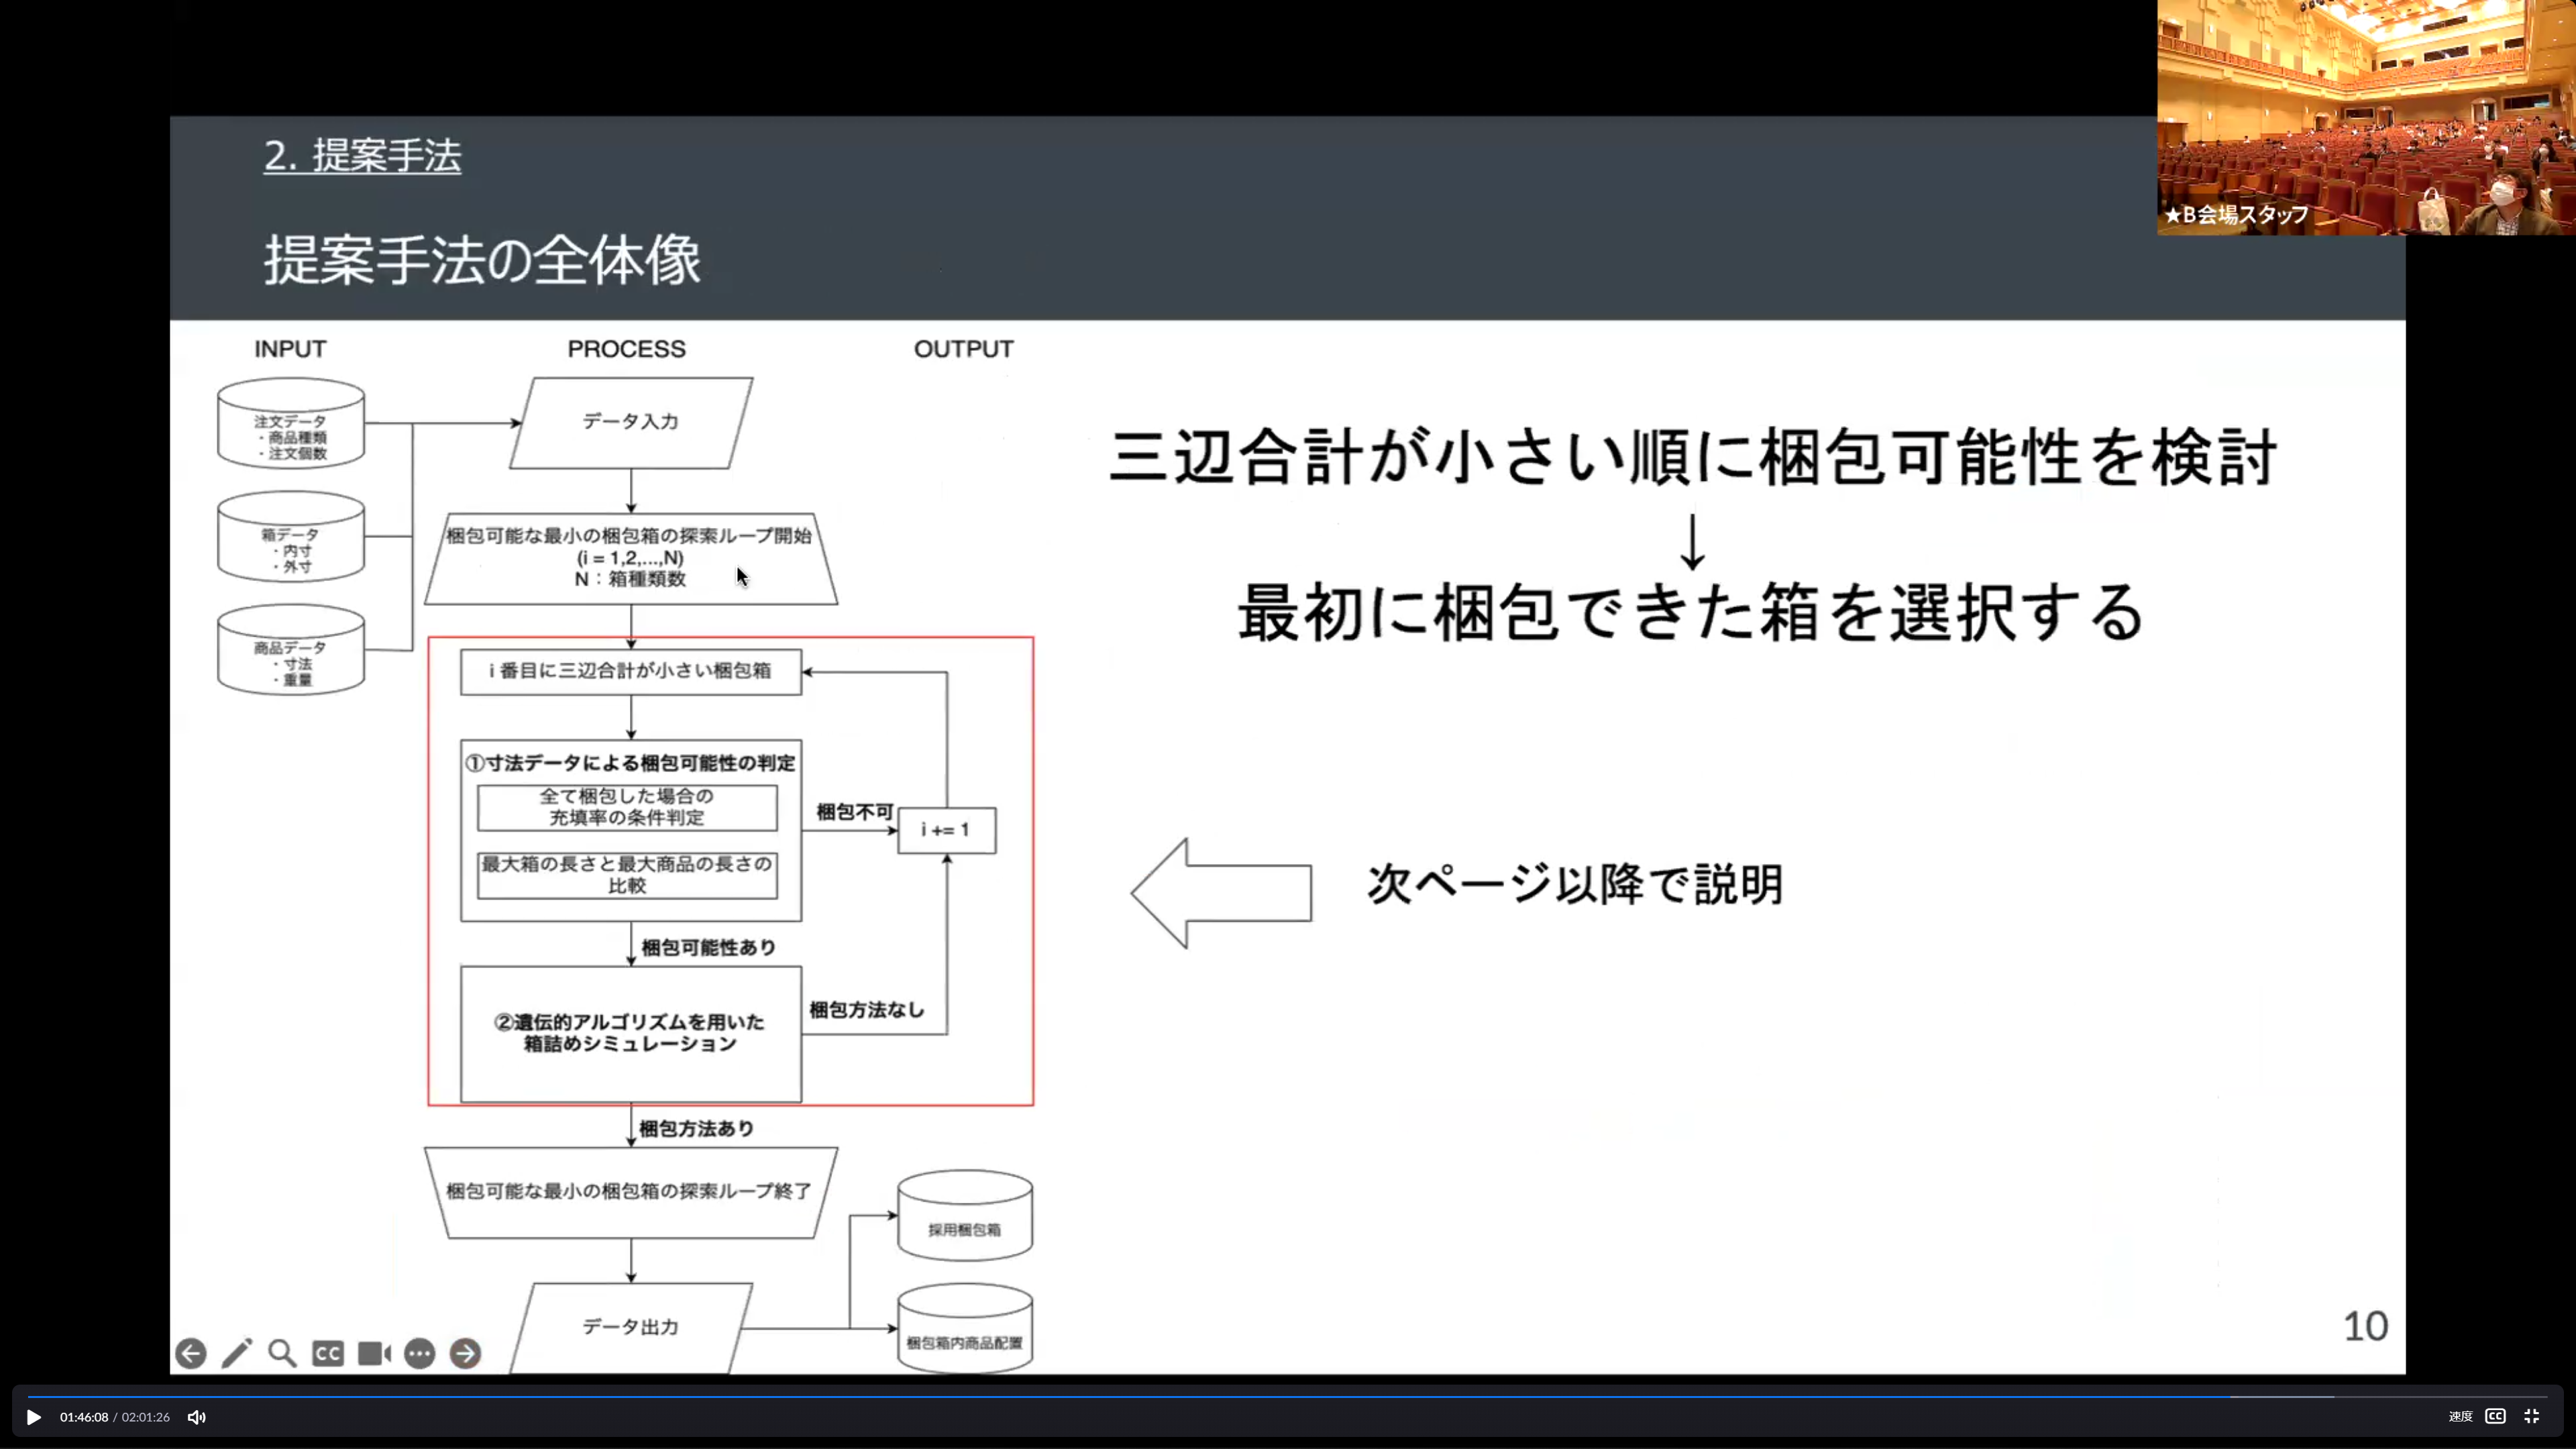 ★B会場スタッフ
2. 提案手法
提案手法の全体像
INPUT
PROCESS
OUTPUT
注文データ
・商品種類
・注文個数
箱データ
・内寸
・外寸
商品データ
・寸法
・重量
データ入力
梱包可能な最小の梱包箱の探索ループ開始
(i = 1,2,...,N)
N：箱種類数
i 番目に三辺合計が小さい梱包箱
①寸法データによる梱包可能性の判定
全て梱包した場合の
充填率の条件判定
最大箱の長さと最大商品の長さの
比較
梱包不可
i += 1
梱包可能性あり
②遺伝的アルゴリズムを用いた
箱詰めシミュレーション
梱包方法なし
梱包方法あり
梱包可能な最小の梱包箱の探索ループ終了
データ出力
採用梱包箱
梱包箱内商品配置
三辺合計が小さい順に梱包可能性を検討
↓
最初に梱包できた箱を選択する
次ページ以降で説明
10
CC
01:46:08 / 02:01:26
速度
CC